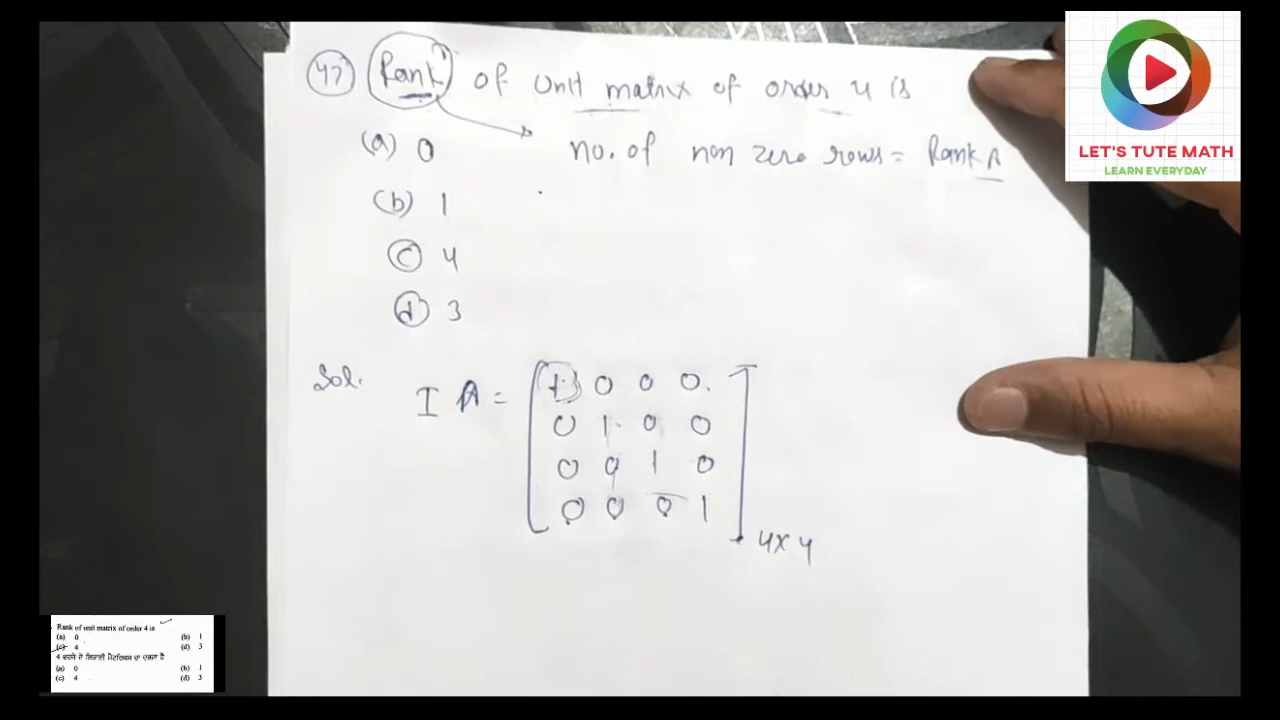 47) Rank of unit matrix of order 4 is
(a) 0
no. of non zero rows = Rank A
(b) 1
(c) 4
(d) 3
Sol. I A = [1 0 0 0.
0 1 0 0
0 0 1 0
0 0 0 1] 4x4
LET'S TUTE MATH
LEARN EVERYDAY
Rank of unit matrix of order 4 is
(a) 0 (b) 1
(c) 4 (d) 3
(a) 0 (b) 1
(c) 4 (d) 3